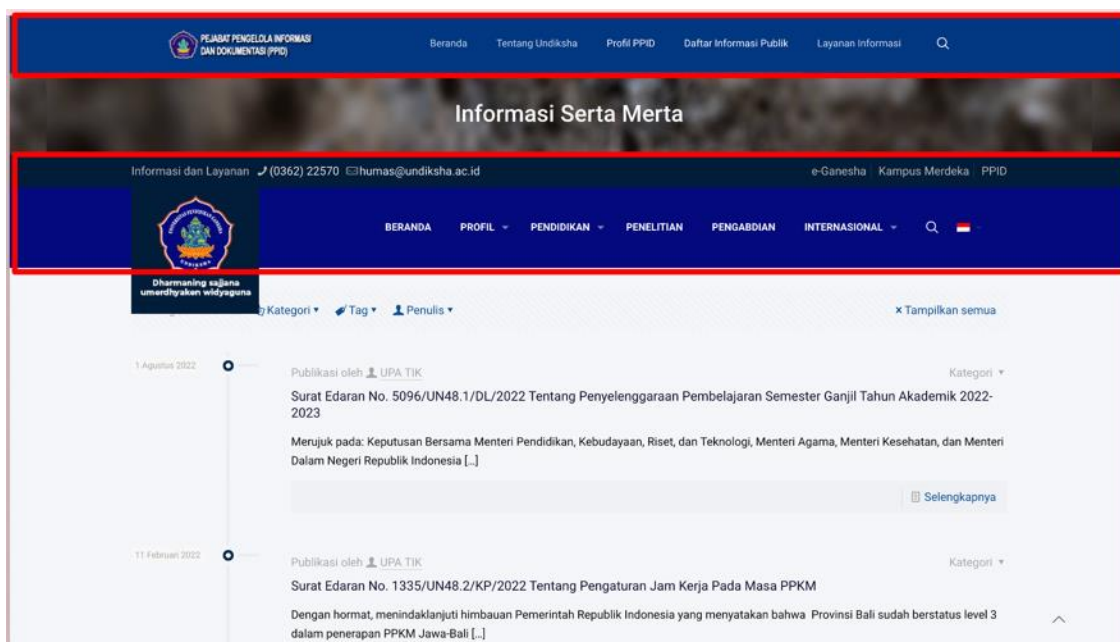 PEJABAT PENGELOLA INFORMASI
DAN DOKUMENTASI (PPID)
Beranda Tentang Undiksha Profil PPID Daftar Informasi Publik Layanan Informasi
Informasi Serta Merta
Informasi dan Layanan (0362) 22570 humas@undiksha.ac.id e-Ganesha Kampus Merdeka PPID
BERANDA PROFIL PENDIDIKAN PENELITIAN PENGABDIAN INTERNASIONAL
UNIVERSITAS PENDIDIKAN GANESHA
UNDIKSHA
Dharmaning sajjana
umerdhyaken widyaguna
Kategori Tag Penulis Tampilkan semua
1 Agustus 2022
Publikasi oleh UPA TIK Kategori
Surat Edaran No. 5096/UN48.1/DL/2022 Tentang Penyelenggaraan Pembelajaran Semester Ganjil Tahun Akademik 2022-
2023
Merujuk pada: Keputusan Bersama Menteri Pendidikan, Kebudayaan, Riset, dan Teknologi, Menteri Agama, Menteri Kesehatan, dan Menteri
Dalam Negeri Republik Indonesia [...]
Selengkapnya
11 Februari 2022
Publikasi oleh UPA TIK Kategori
Surat Edaran No. 1335/UN48.2/KP/2022 Tentang Pengaturan Jam Kerja Pada Masa PPKM
Dengan hormat, menindaklanjuti himbauan Pemerintah Republik Indonesia yang menyatakan bahwa Provinsi Bali sudah berstatus level 3
dalam penerapan PPKM Jawa-Bali [...]